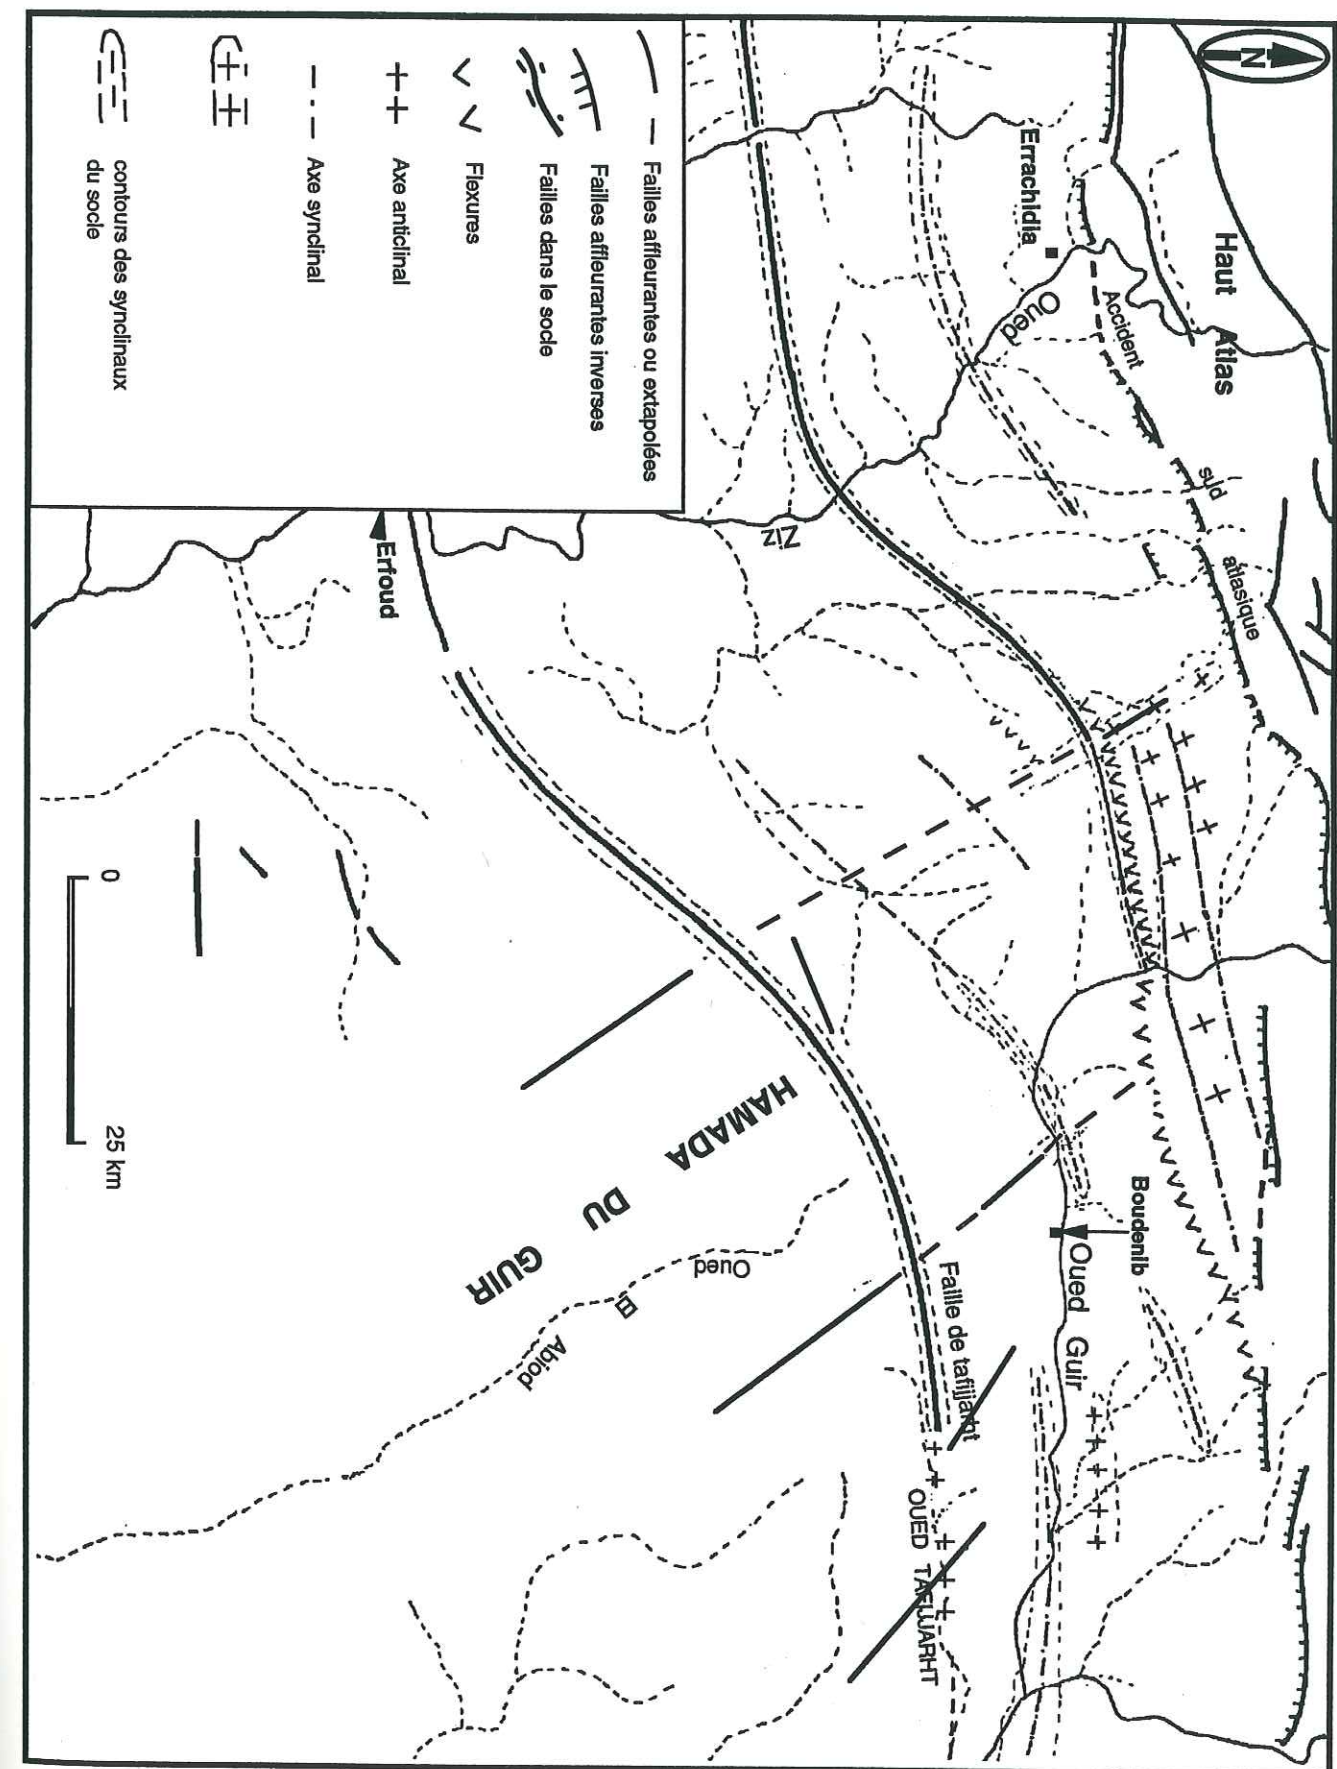 N
Haut Atlas
Errachidia
Oued
Ziz
Accident
sud
atlasique
Erfoud
Boudenib
Oued Guir
Faille de tafijjarht
OUED TAFIJJARHT
HAMADA
DU
GUIR
Oued
El
Abiod
Failles affleurantes ou extapolées
Failles affleurantes inverses
Failles dans le socle
Flexures
Axe anticlinal
Axe synclinal
contours des synclinaux
du socle
0
25 km